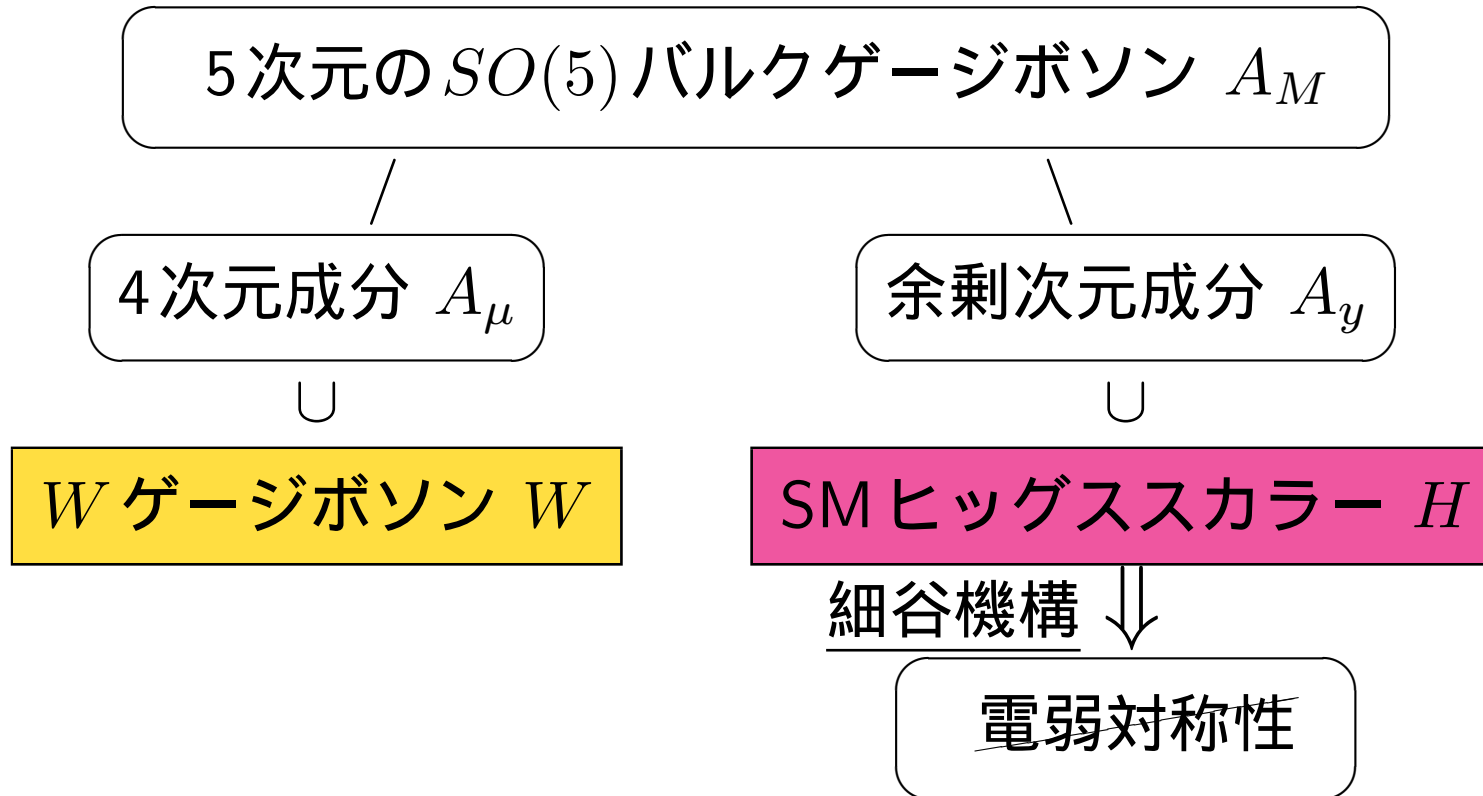 5次元のSO(5)バルクゲージボソン A_M
4次元成分 A_μ
余剰次元成分 A_y
∪
∪
W ゲージボソン W
SM ヒッグススカラー H
細谷機構 ⇓
電弱対称性